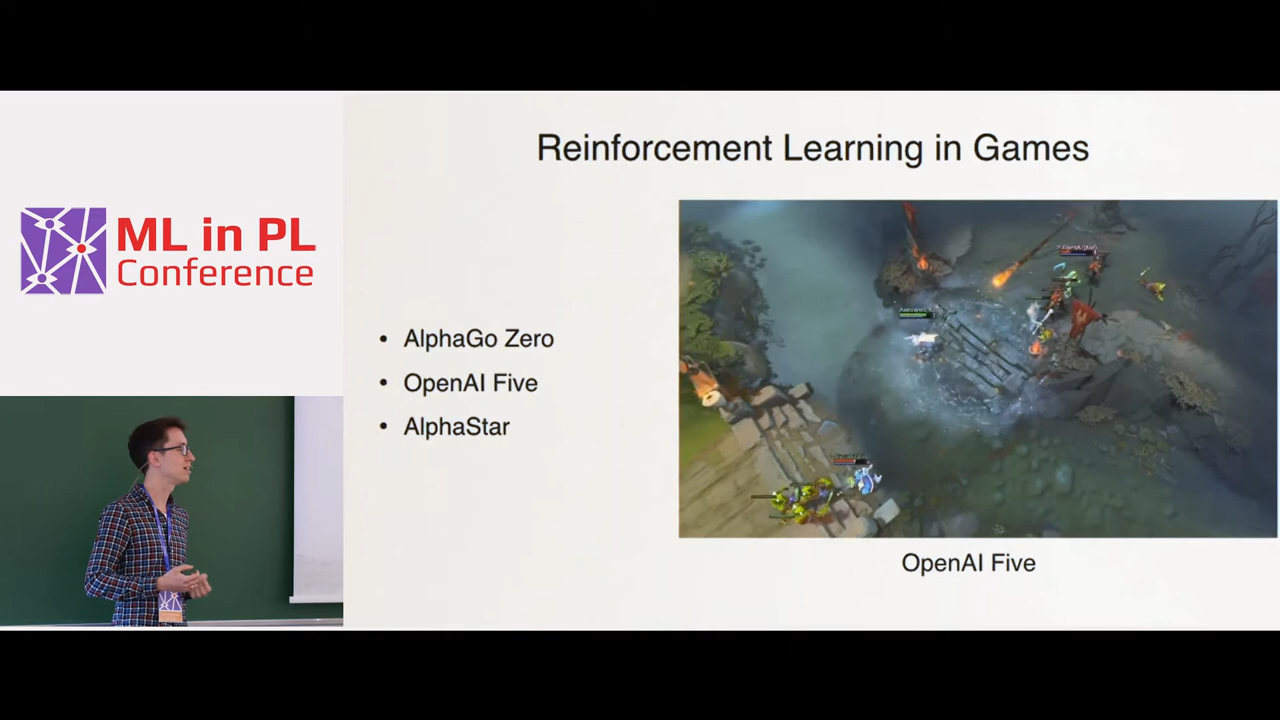 ML in PL
Conference
Reinforcement Learning in Games
• AlphaGo Zero
• OpenAI Five
• AlphaStar
OpenAI Five